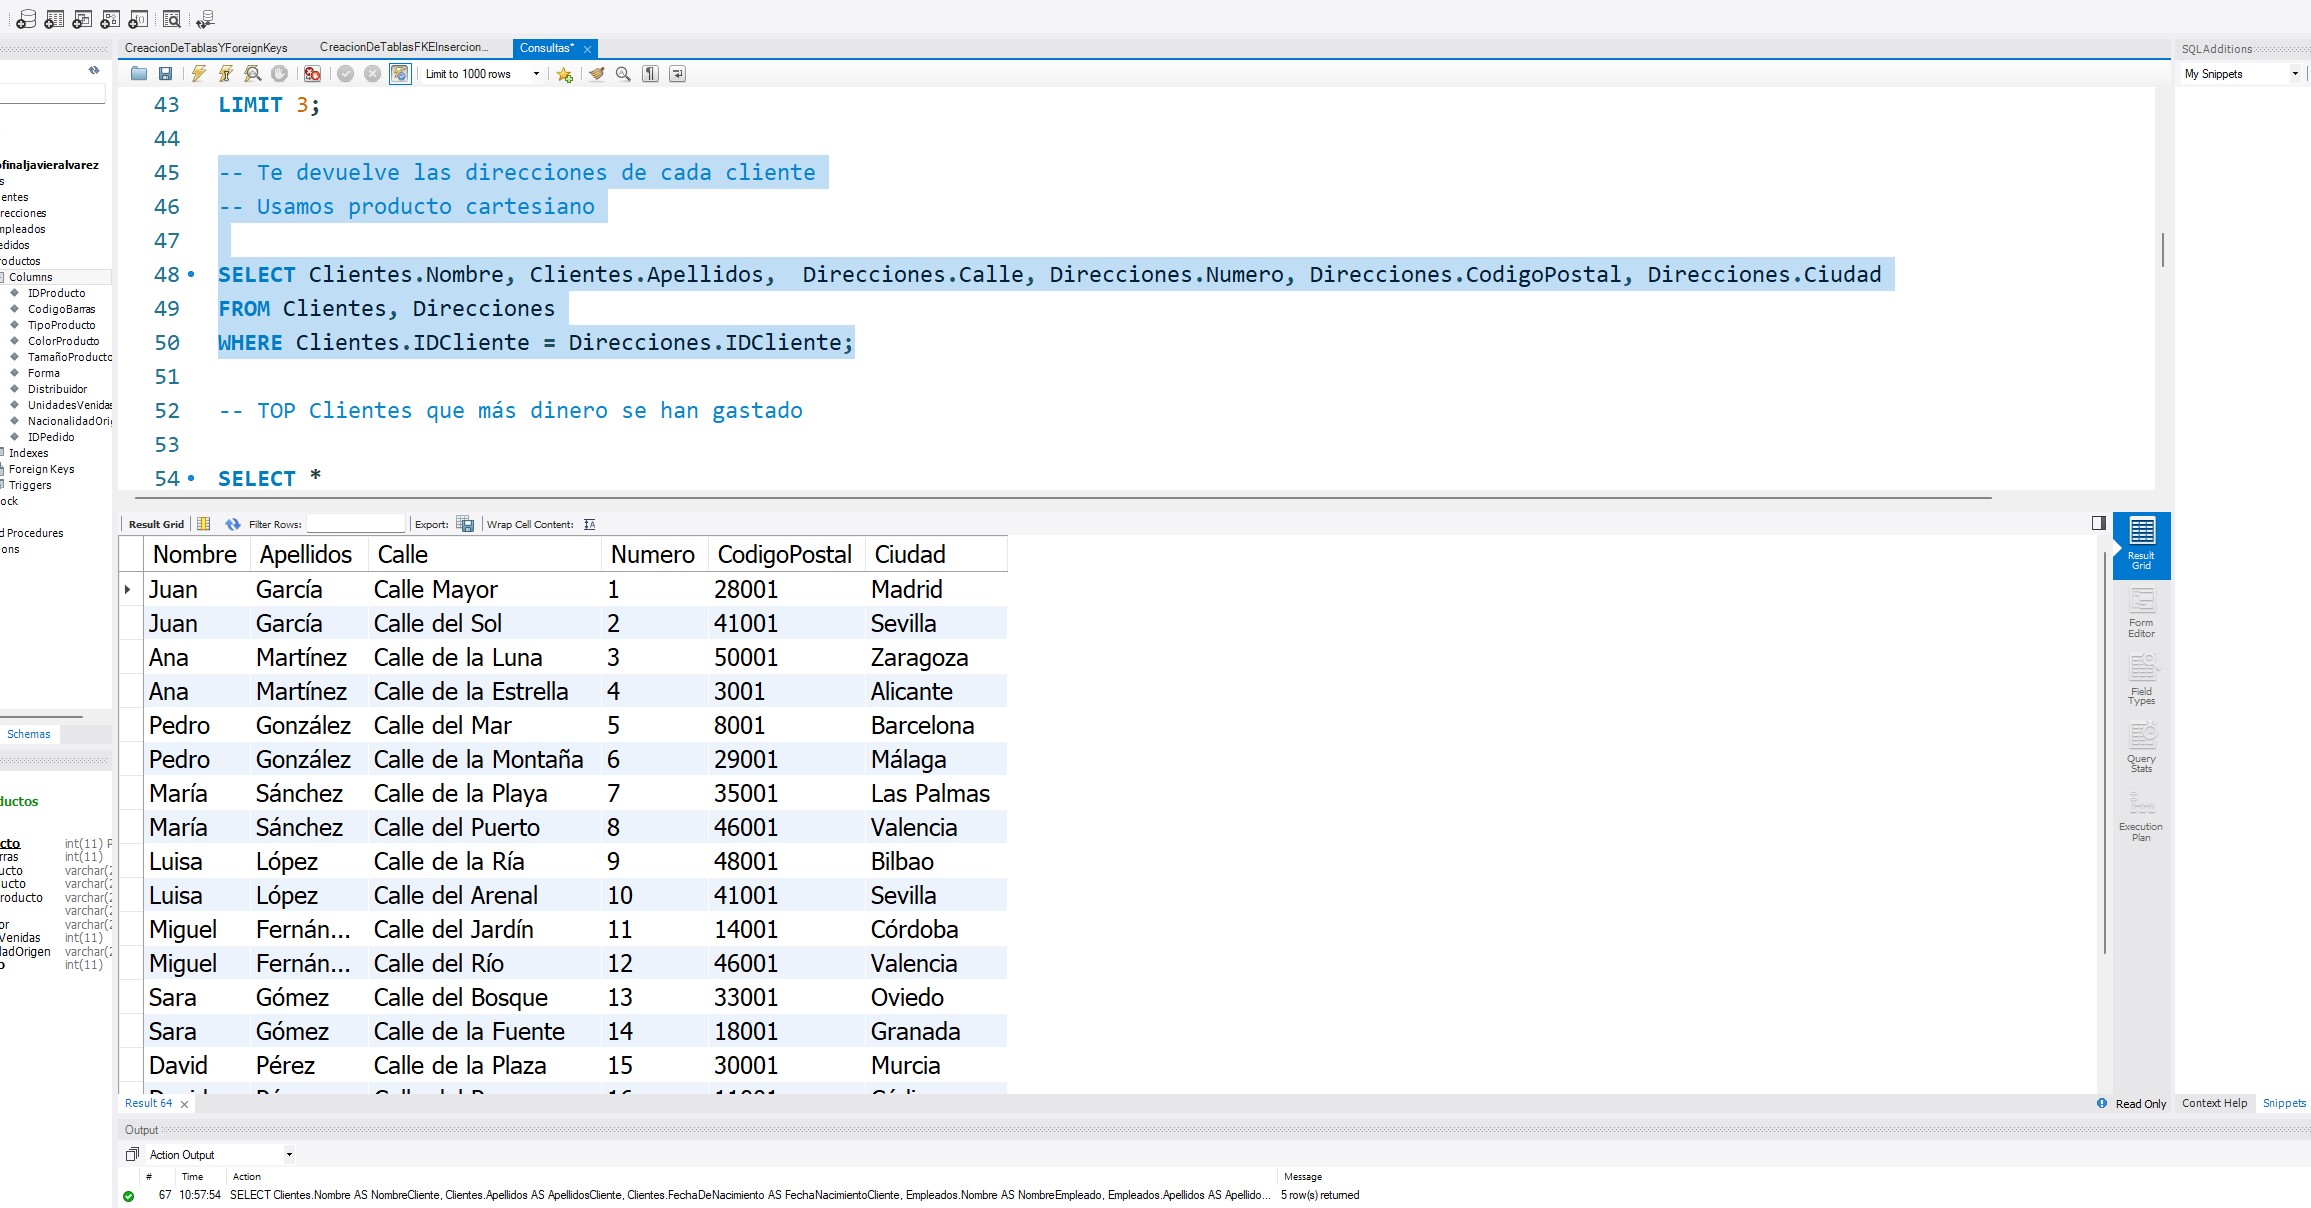 CreacionDeTablasYForeignKeys CreacionDeTablasFKEInsercion... Consultas* SQLAdditions
Limit to 1000 rows My Snippets
43 LIMIT 3;
44
45 -- Te devuelve las direcciones de cada cliente
46 -- Usamos producto cartesiano
47
48 SELECT Clientes.Nombre, Clientes.Apellidos,  Direcciones.Calle, Direcciones.Numero, Direcciones.CodigoPostal, Direcciones.Ciudad
49 FROM Clientes, Direcciones
50 WHERE Clientes.IDCliente = Direcciones.IDCliente;
51
52 -- TOP Clientes que más dinero se han gastado
53
54 SELECT *
ofinaljavieralvarez
s
entes
recciones
mpleados
edidos
oductos
Columns
IDProducto
CodigoBarras
TipoProducto
ColorProducto
TamañoProducto
Forma
Distribuidor
UnidadesVenidas
NacionalidadOri
IDPedido
Indexes
Foreign Keys
Triggers
ock
d Procedures
ions
Schemas
ductos
cto int(11) P
rras int(11)
ucto varchar(2
ucto varchar(2
roducto varchar(2
varchar(2
or varchar(2
Venidas int(11)
dadOrigen varchar(2
o int(11)
Result Grid Filter Rows: Export: Wrap Cell Content:
Nombre Apellidos Calle Numero CodigoPostal Ciudad
Juan García Calle Mayor 1 28001 Madrid
Juan García Calle del Sol 2 41001 Sevilla
Ana Martínez Calle de la Luna 3 50001 Zaragoza
Ana Martínez Calle de la Estrella 4 3001 Alicante
Pedro González Calle del Mar 5 8001 Barcelona
Pedro González Calle de la Montaña 6 29001 Málaga
María Sánchez Calle de la Playa 7 35001 Las Palmas
María Sánchez Calle del Puerto 8 46001 Valencia
Luisa López Calle de la Ría 9 48001 Bilbao
Luisa López Calle del Arenal 10 41001 Sevilla
Miguel Fernán... Calle del Jardín 11 14001 Córdoba
Miguel Fernán... Calle del Río 12 46001 Valencia
Sara Gómez Calle del Bosque 13 33001 Oviedo
Sara Gómez Calle de la Fuente 14 18001 Granada
David Pérez Calle de la Plaza 15 30001 Murcia
Result
Grid
Form
Editor
Field
Types
Query
Stats
Execution
Plan
Result 64 Read Only Context Help Snippets
Output
Action Output
# Time Action Message
67 10:57:54 SELECT Clientes.Nombre AS NombreCliente, Clientes.Apellidos AS ApellidosCliente, Clientes.FechaDeNacimiento AS FechaNacimientoCliente, Empleados.Nombre AS NombreEmpleado, Empleados.Apellidos AS Apellido... 5 row(s) returned